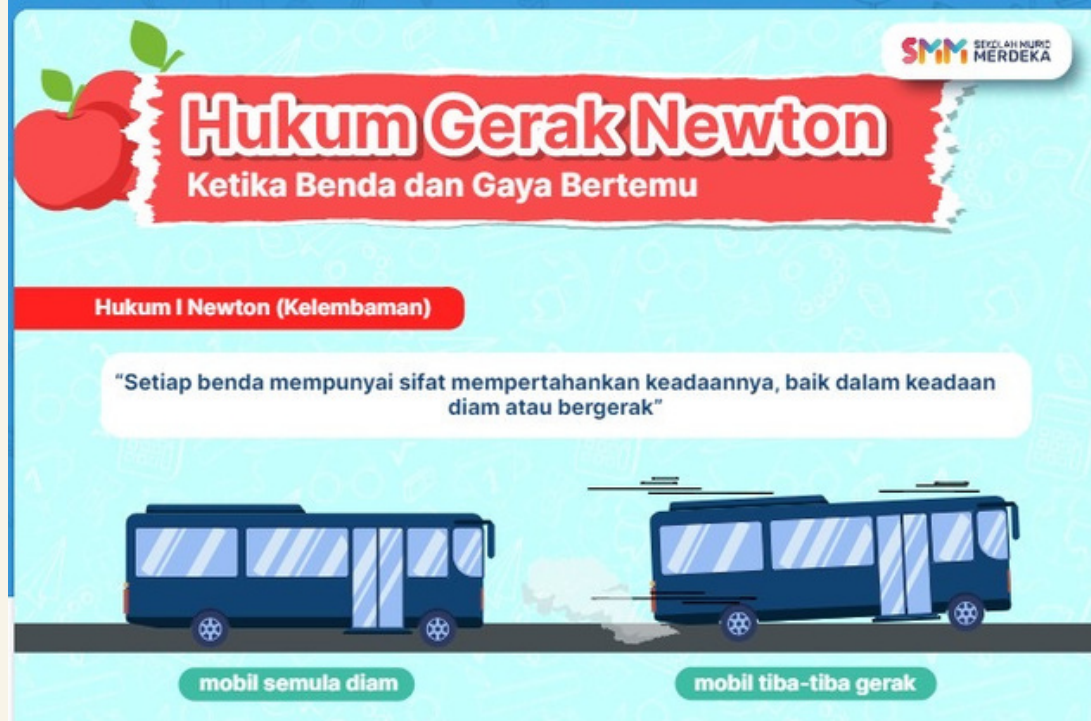 SMM SEKOLAH MURID
MERDEKA
Hukum Gerak Newton
Ketika Benda dan Gaya Bertemu
Hukum I Newton (Kelembaman)
“Setiap benda mempunyai sifat mempertahankan keadaannya, baik dalam keadaan
diam atau bergerak”
mobil semula diam
mobil tiba-tiba gerak